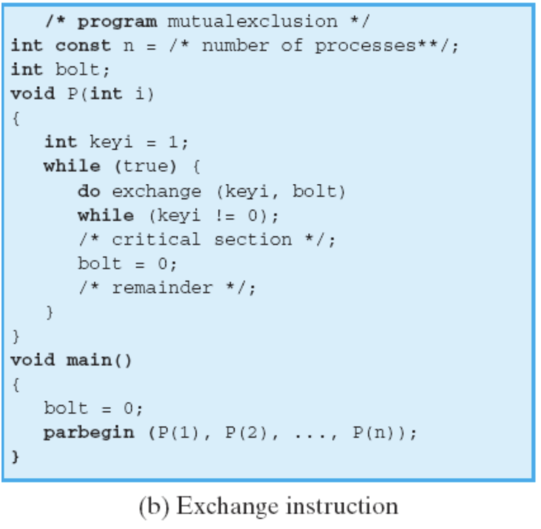 /* program mutualexclusion */
int const n = /* number of processes**/;
int bolt;
void P(int i)
{
int keyi = 1;
while (true) {
do exchange (keyi, bolt)
while (keyi != 0);
/* critical section */;
bolt = 0;
/* remainder */;
}
}
void main()
{
bolt = 0;
parbegin (P(1), P(2), ..., P(n));
}
(b) Exchange instruction